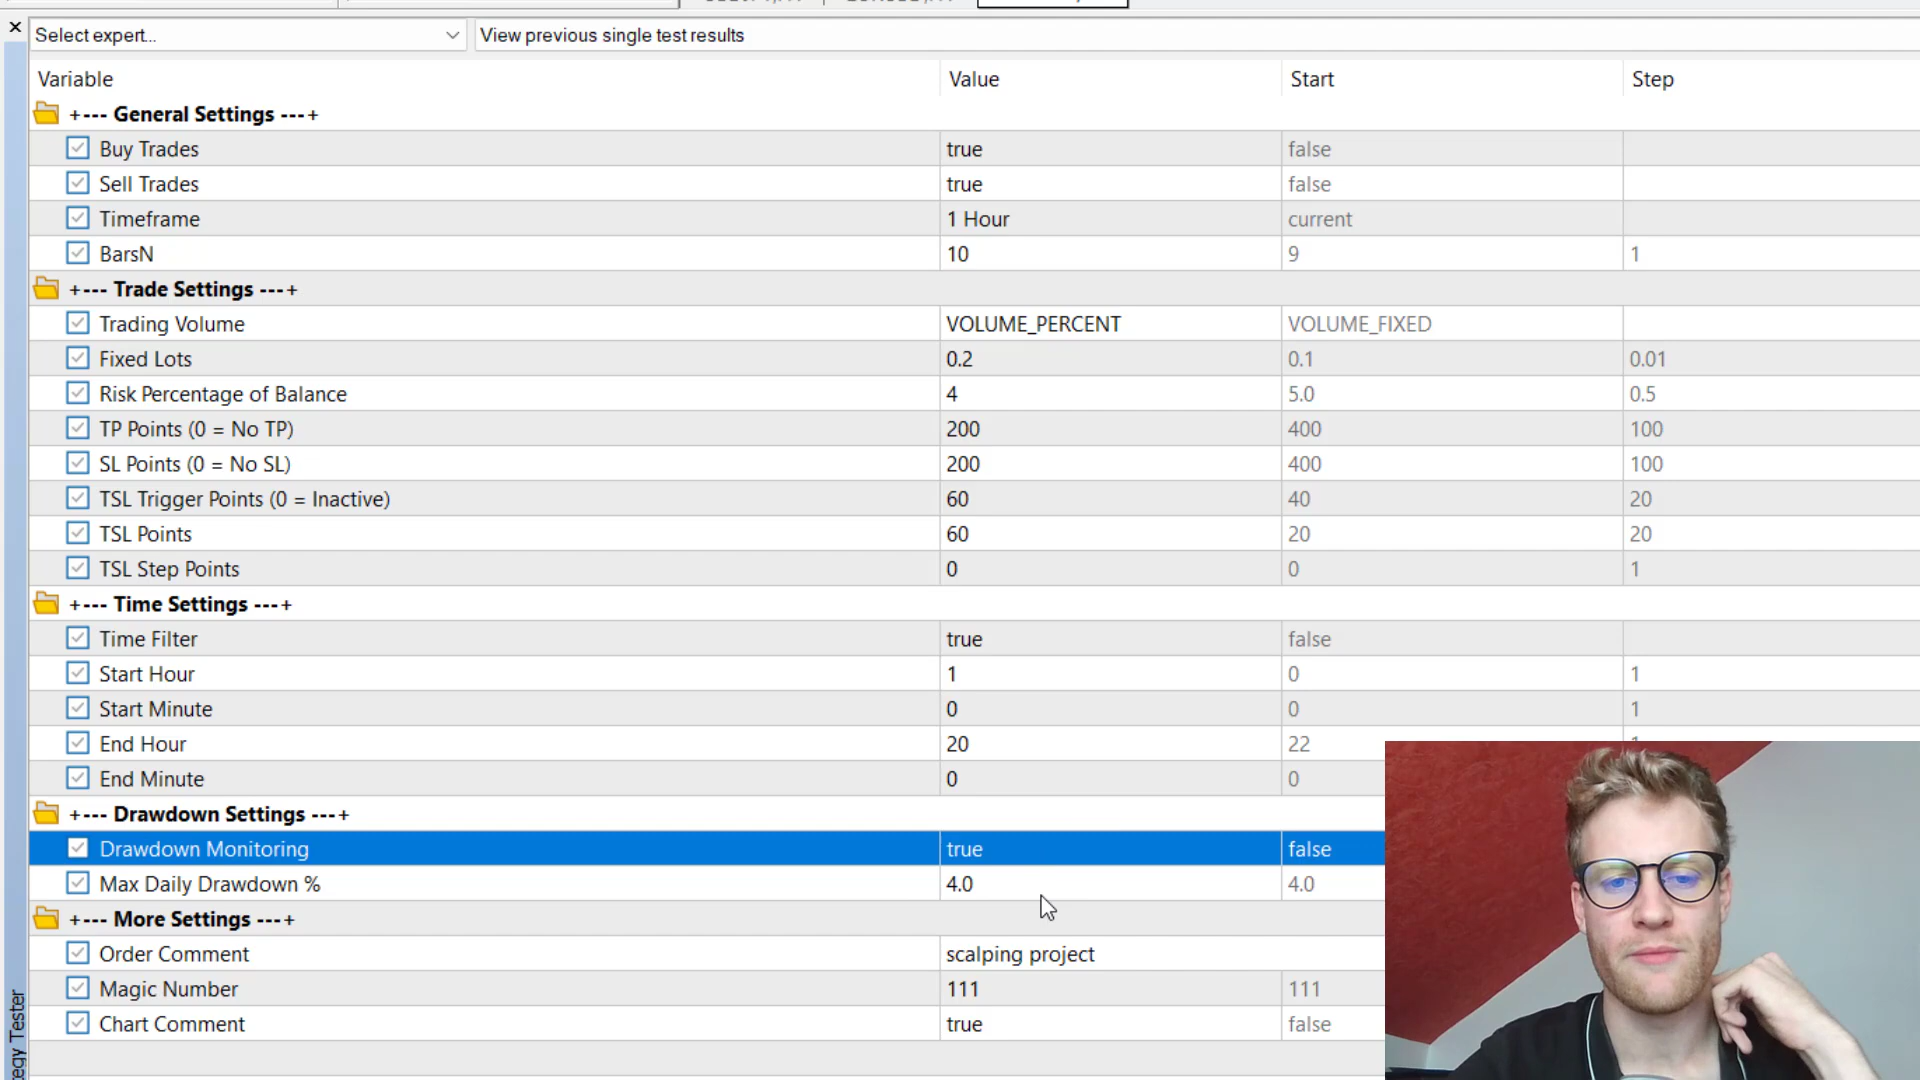 Select expert...
View previous single test results
Variable Value Start Step
+--- General Settings ---+
Buy Trades true false
Sell Trades true false
Timeframe 1 Hour current
BarsN 10 9 1
+--- Trade Settings ---+
Trading Volume VOLUME_PERCENT VOLUME_FIXED
Fixed Lots 0.2 0.1 0.01
Risk Percentage of Balance 4 5.0 0.5
TP Points (0 = No TP) 200 400 100
SL Points (0 = No SL) 200 400 100
TSL Trigger Points (0 = Inactive) 60 40 20
TSL Points 60 20 20
TSL Step Points 0 0 1
+--- Time Settings ---+
Time Filter true false
Start Hour 1 0 1
Start Minute 0 0 1
End Hour 20 22
End Minute 0 0
+--- Drawdown Settings ---+
Drawdown Monitoring true false
Max Daily Drawdown % 4.0 4.0
+--- More Settings ---+
Order Comment scalping project
Magic Number 111 111
Chart Comment true false
Tester